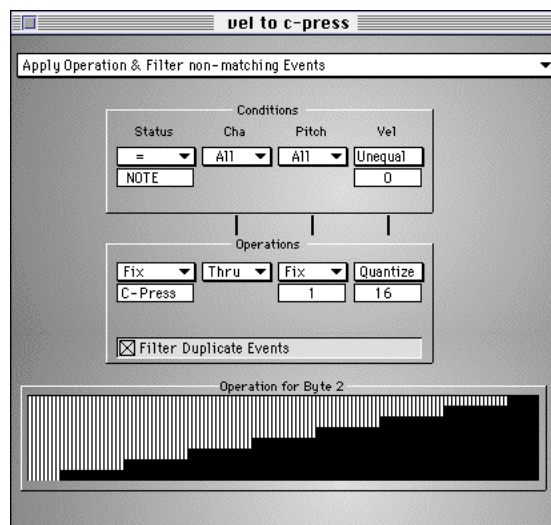 vel to c-press
Apply Operation & Filter non-matching Events
Conditions
Status Cha Pitch Vel
= All All Unequal
NOTE 0
Operations
Fix Thru Fix Quantize
C-Press 1 16
Filter Duplicate Events
Operation for Byte 2